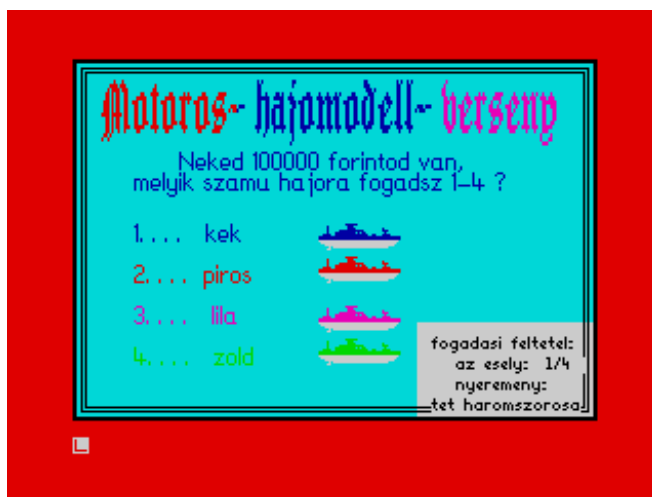 Motoros~ hajomodell~ verseny
Neked 100000 forintod van,
melyik szamu hajora fogadsz 1-4 ?
1.... kek
2.... piros
3.... lila
4.... zold
fogadasi feltetel:
az esely: 1/4
nyeremeny:
tet haromszorosa
L